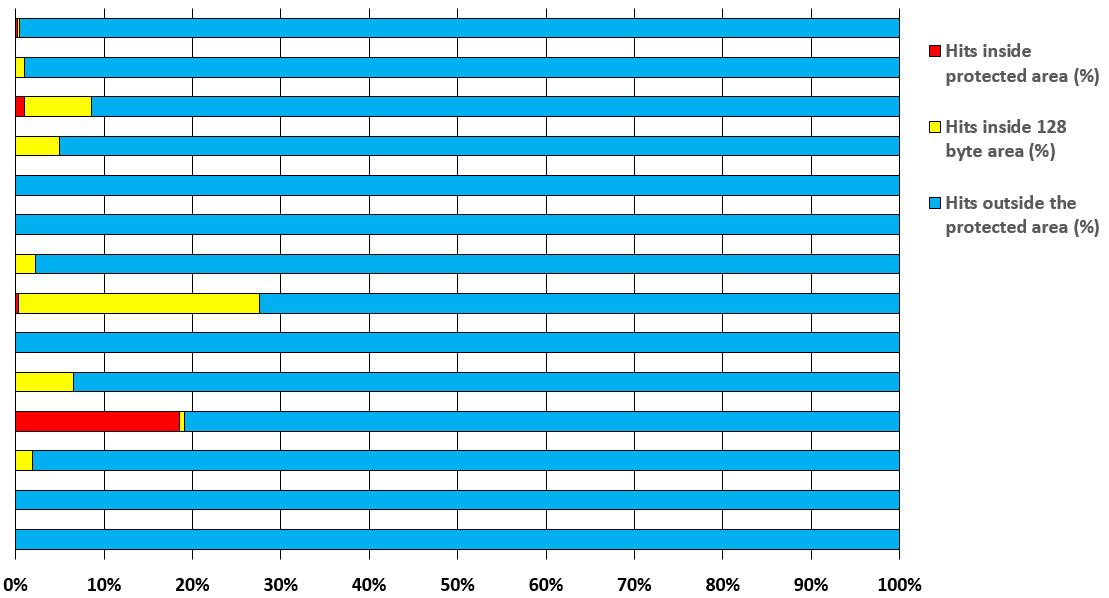 Hits inside
protected area (%)
Hits inside 128
byte area (%)
Hits outside the
protected area (%)
0% 10% 20% 30% 40% 50% 60% 70% 80% 90% 100%